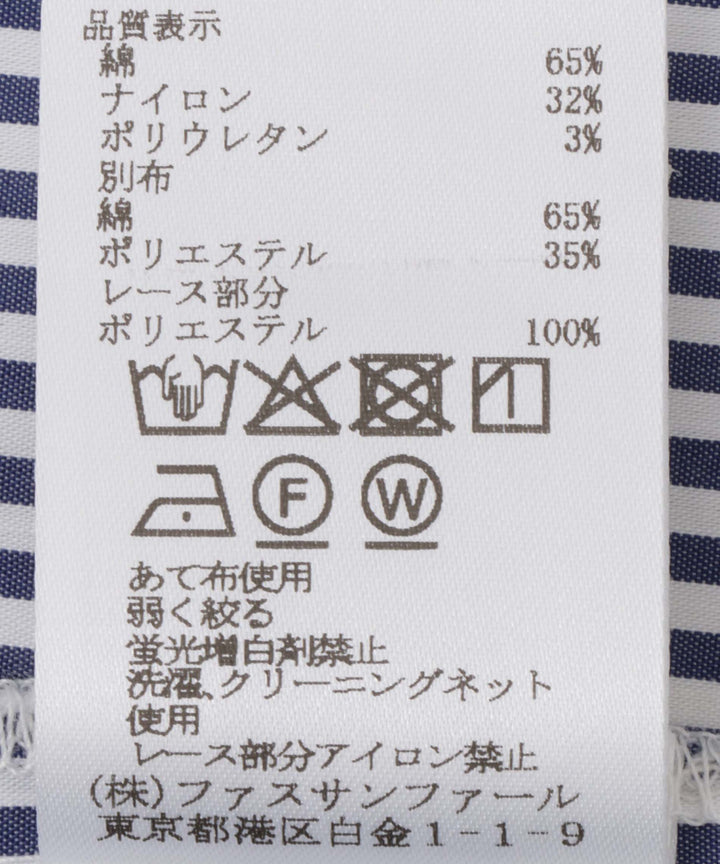 品質表示
綿 65%
ナイロン 32%
ポリウレタン 3%
別布
綿 65%
ポリエステル 35%
レース部分
ポリエステル 100%
F W
あて布使用
弱く絞る
蛍光増白剤禁止
洗濯、クリーニングネット
使用
レース部分アイロン禁止
(株)ファスサンファール
東京都港区白金1-1-9